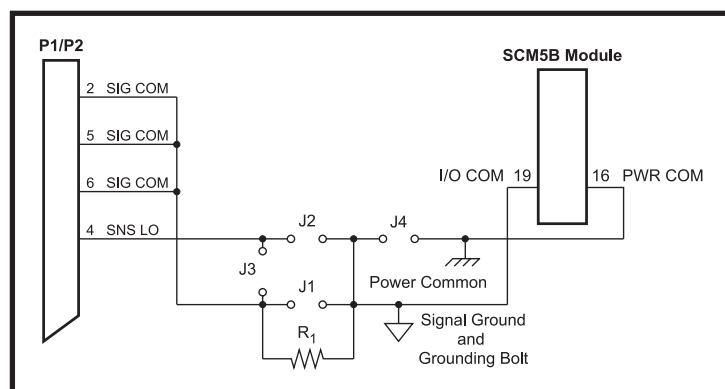 P1/P2
SCM5B Module
2 SIG COM
5 SIG COM
6 SIG COM
I/O COM 19
16 PWR COM
4 SNS LO
J2
J4
J3
J1
Power Common
R1
Signal Ground
and
Grounding Bolt